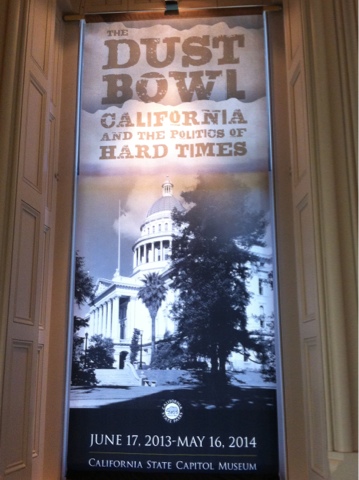 THE
DUST
BOWL
CALIFORNIA
AND THE POLITICS OF
HARD TIMES
JUNE 17, 2013-MAY 16, 2014
CALIFORNIA STATE CAPITOL MUSEUM